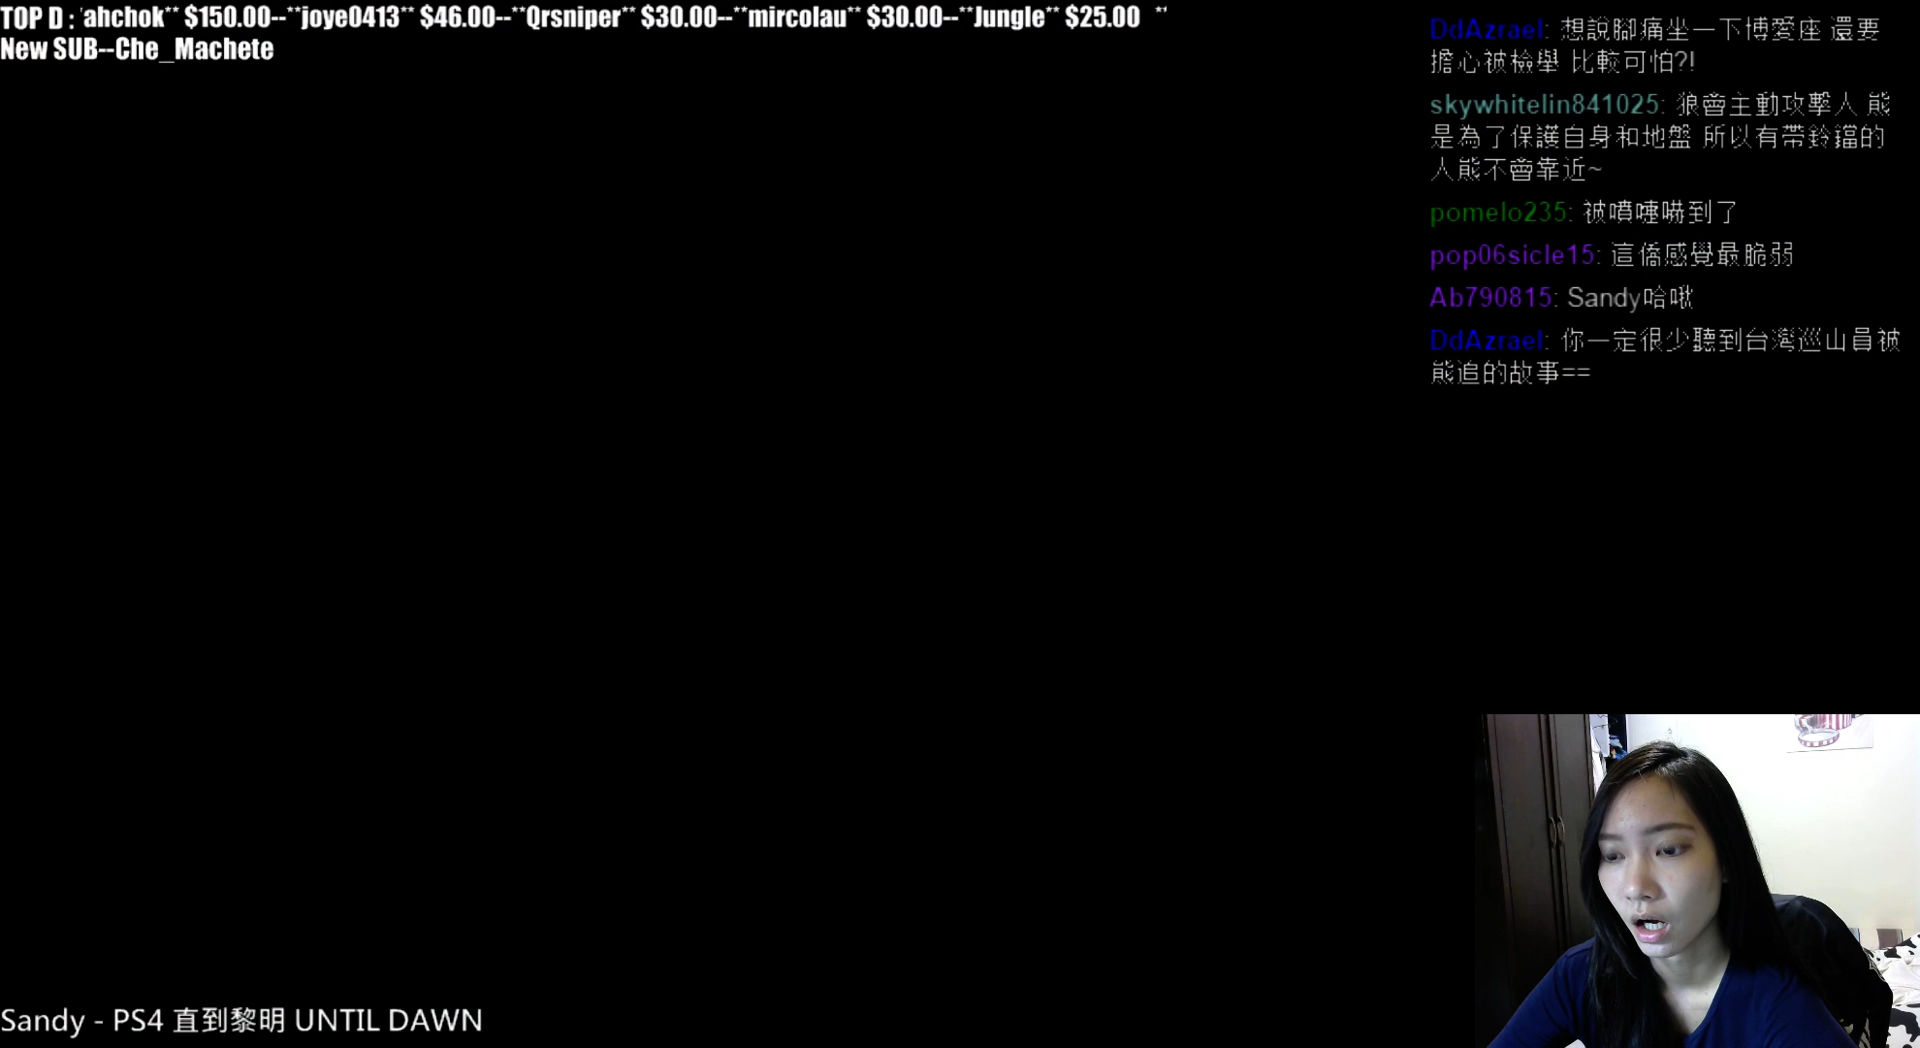 TOP D : 'ahchok** $150.00--**joye0413** $46.00--**Qrsniper** $30.00--**mircolau** $30.00--**Jungle** $25.00 **
New SUB--Che_Machete
DdAzrael: 想說腳痛坐一下博愛座 還要
擔心被檢舉 比較可怕?!
skywhitelin841025: 狼會主動攻擊人 熊
是為了保護自身和地盤 所以有帶鈴鐺的
人熊不會靠近~
pomelo235: 被噴嚏嚇到了
pop06sicle15: 這僑感覺最脆弱
Ab790815: Sandy哈啾
DdAzrael: 你一定很少聽到台灣巡山員被
熊追的故事==
Sandy - PS4 直到黎明 UNTIL DAWN